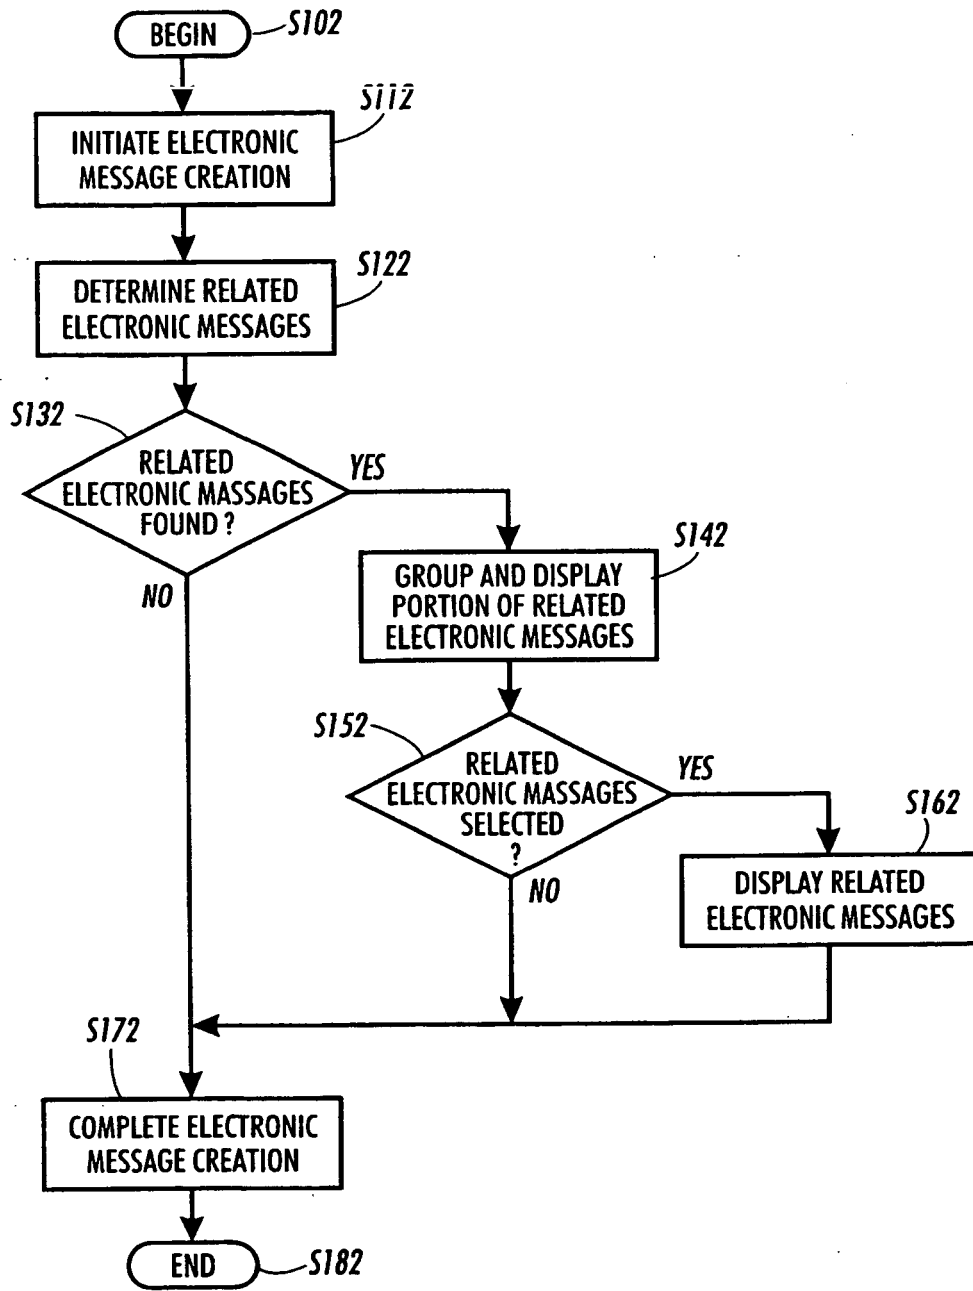 BEGIN
S102
S112
INITIATE ELECTRONIC
MESSAGE CREATION
S122
DETERMINE RELATED
ELECTRONIC MESSAGES
S132
RELATED
ELECTRONIC MASSAGES
FOUND ?
YES
NO
S142
GROUP AND DISPLAY
PORTION OF RELATED
ELECTRONIC MESSAGES
S152
RELATED
ELECTRONIC MASSAGES
SELECTED
?
YES
NO
S162
DISPLAY RELATED
ELECTRONIC MESSAGES
S172
COMPLETE ELECTRONIC
MESSAGE CREATION
END
S182